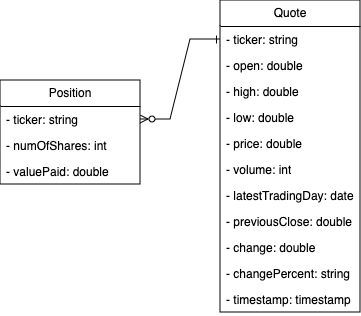 Quote
- ticker: string
- open: double
- high: double
- low: double
- price: double
- volume: int
- latestTradingDay: date
- previousClose: double
- change: double
- changePercent: string
- timestamp: timestamp
Position
- ticker: string
- numOfShares: int
- valuePaid: double